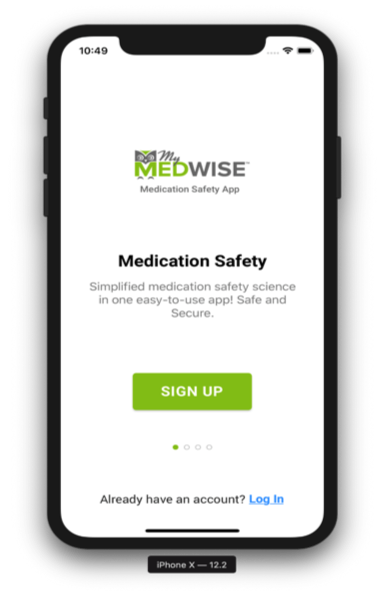 10:49
My
MEDWISE™
Medication Safety App
Medication Safety
Simplified medication safety science
in one easy-to-use app! Safe and
Secure.
SIGN UP
Already have an account? Log In
iPhone X — 12.2